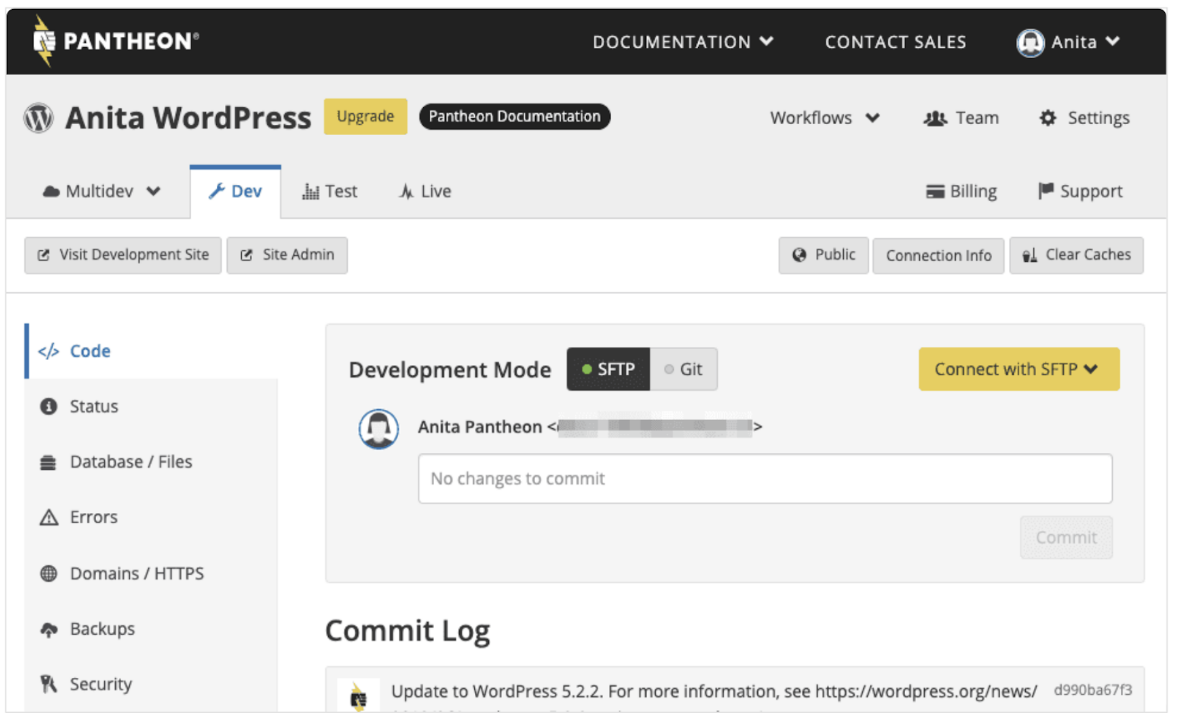 PANTHEON® DOCUMENTATION CONTACT SALES Anita
Anita WordPress Upgrade Pantheon Documentation Workflows Team Settings
Multidev Dev Test Live Billing Support
Visit Development Site Site Admin Public Connection Info Clear Caches
</> Code
Status
Database / Files
Errors
Domains / HTTPS
Backups
Security
Development Mode SFTP Git Connect with SFTP
Anita Pantheon < >
No changes to commit
Commit
Commit Log
Update to WordPress 5.2.2. For more information, see https://wordpress.org/news/ d990ba67f3